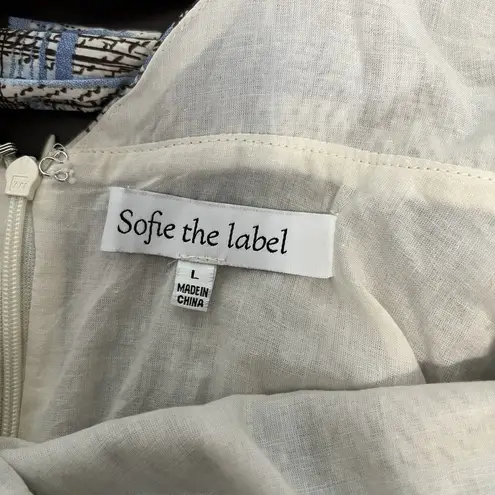 Sofie the label
L
MADE IN
CHINA